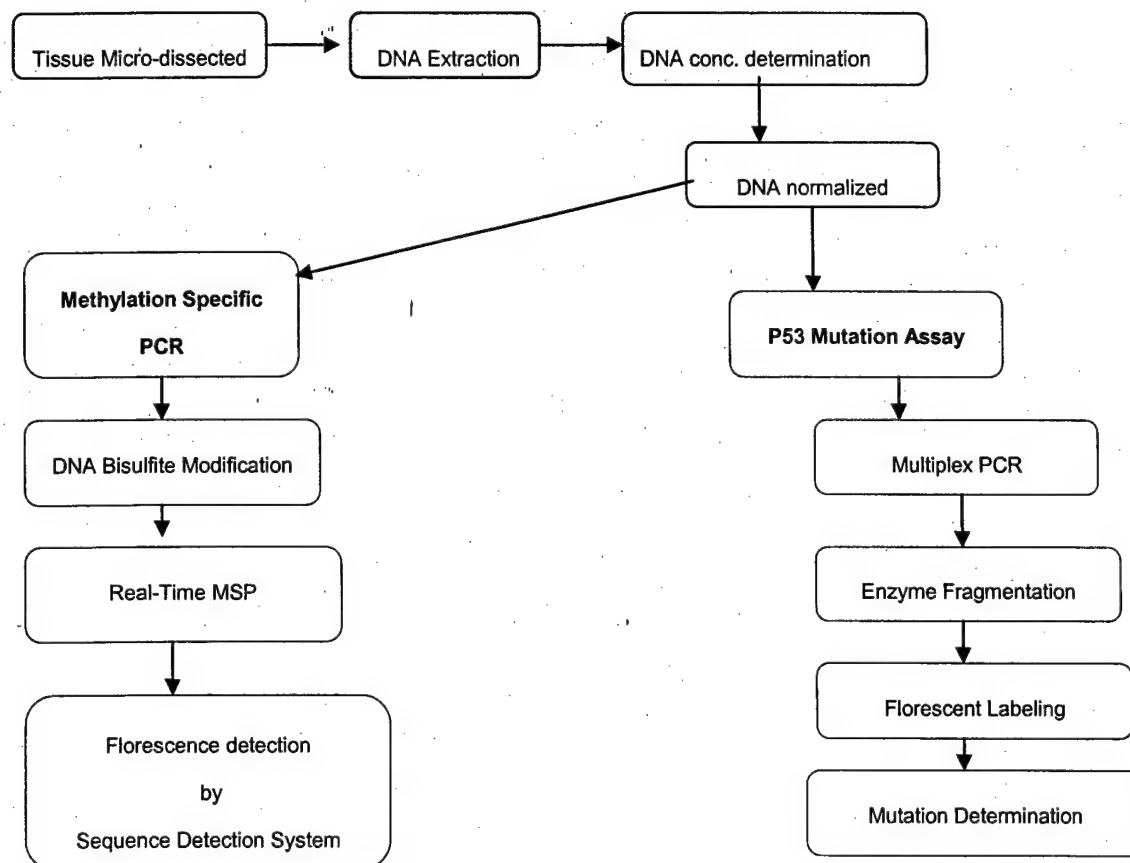 Tissue Micro-dissected
DNA Extraction
DNA conc. determination
DNA normalized
Methylation Specific
PCR
DNA Bisulfite Modification
Real-Time MSP
Florescence detection
by
Sequence Detection System
P53 Mutation Assay
Multiplex PCR
Enzyme Fragmentation
Florescent Labeling
Mutation Determination